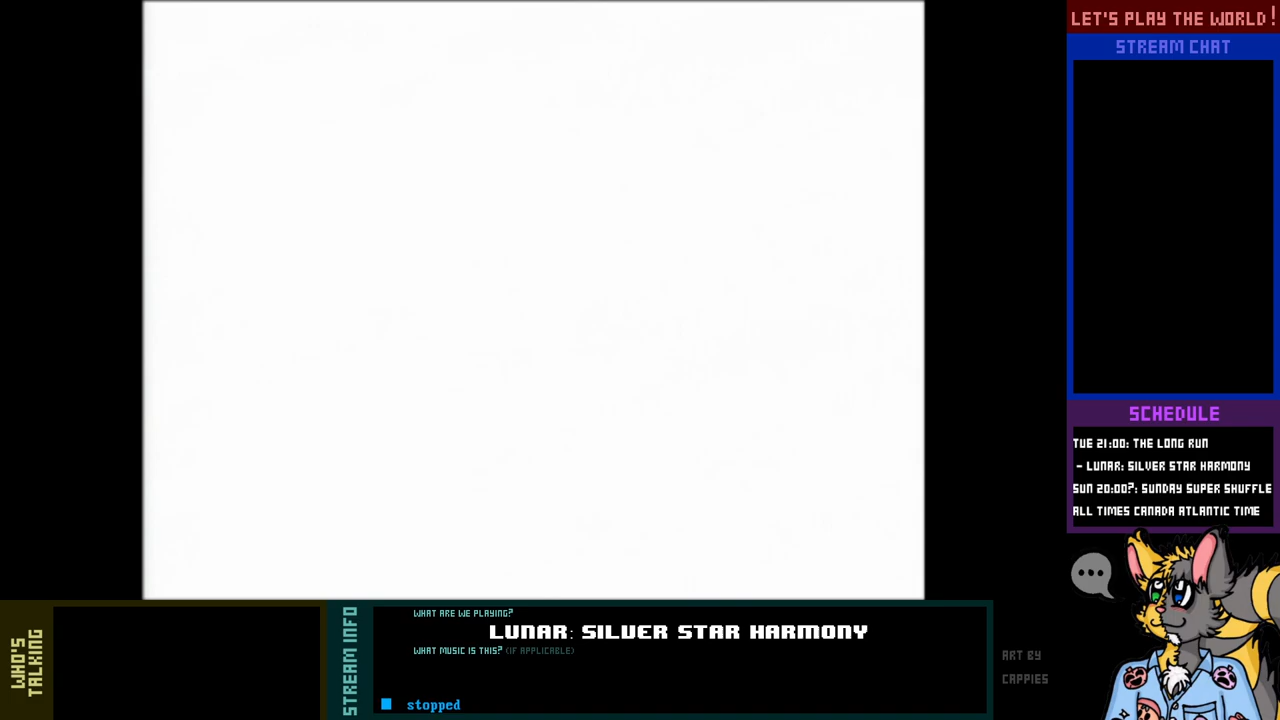 LET'S PLAY THE WORLD!
STREAM CHAT
SCHEDULE
TUE 21:00: THE LONG RUN
- LUNAR: SILVER STAR HARMONY
SUN 20:00?: SUNDAY SUPER SHUFFLE
ALL TIMES CANADA ATLANTIC TIME
WHO'S
TALKING
STREAM INFO
WHAT ARE WE PLAYING?
LUNAR: SILVER STAR HARMONY
WHAT MUSIC IS THIS? (IF APPLICABLE)
stopped
ART BY
CAPPIES